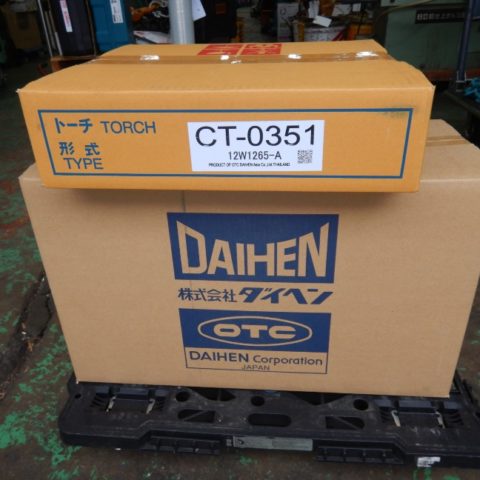 トーチ TORCH
形式 TYPE
CT-0351
12W1265-A
PRODUCT OF OTC DAIHEN Asia Co.,Ltd.THAILAND
DAIHEN
株式会社ダイヘン
OTC
DAIHEN Corporation
JAPAN